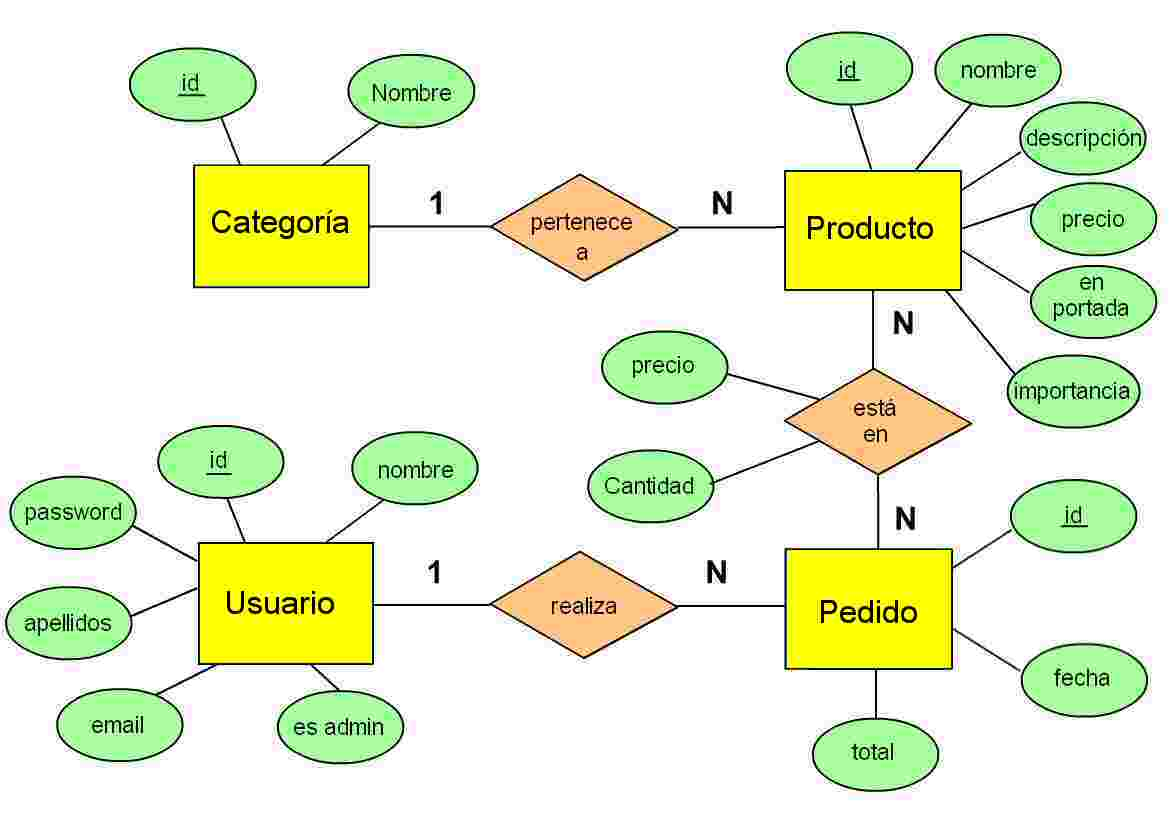 id
Nombre
Categoría
1
pertenece
a
N
id
nombre
descripción
precio
en
portada
importancia
Producto
N
precio
Cantidad
está
en
N
id
nombre
password
apellidos
email
es admin
Usuario
1
realiza
N
Pedido
id
fecha
total